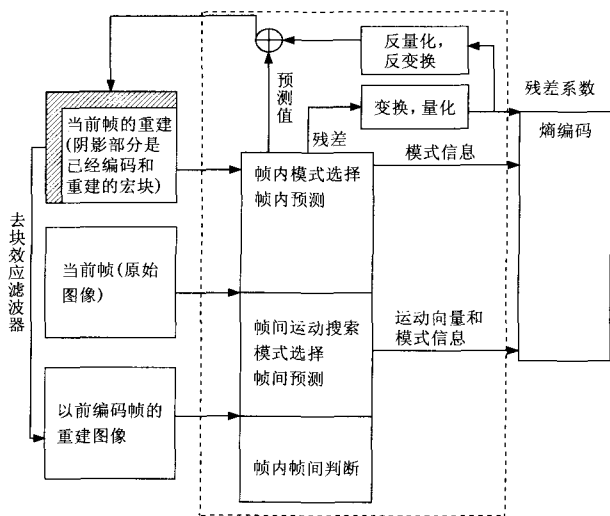 反量化，
反变换
预测值
残差
变换，量化
残差系数
熵编码
当前帧的重建
(阴影部分是
已经编码和
重建的宏块)
帧内模式选择
帧内预测
模式信息
去块效应滤波器
当前帧(原始
图像)
帧间运动搜索
模式选择
帧间预测
运动向量和
模式信息
以前编码帧的
重建图像
帧内帧间判断